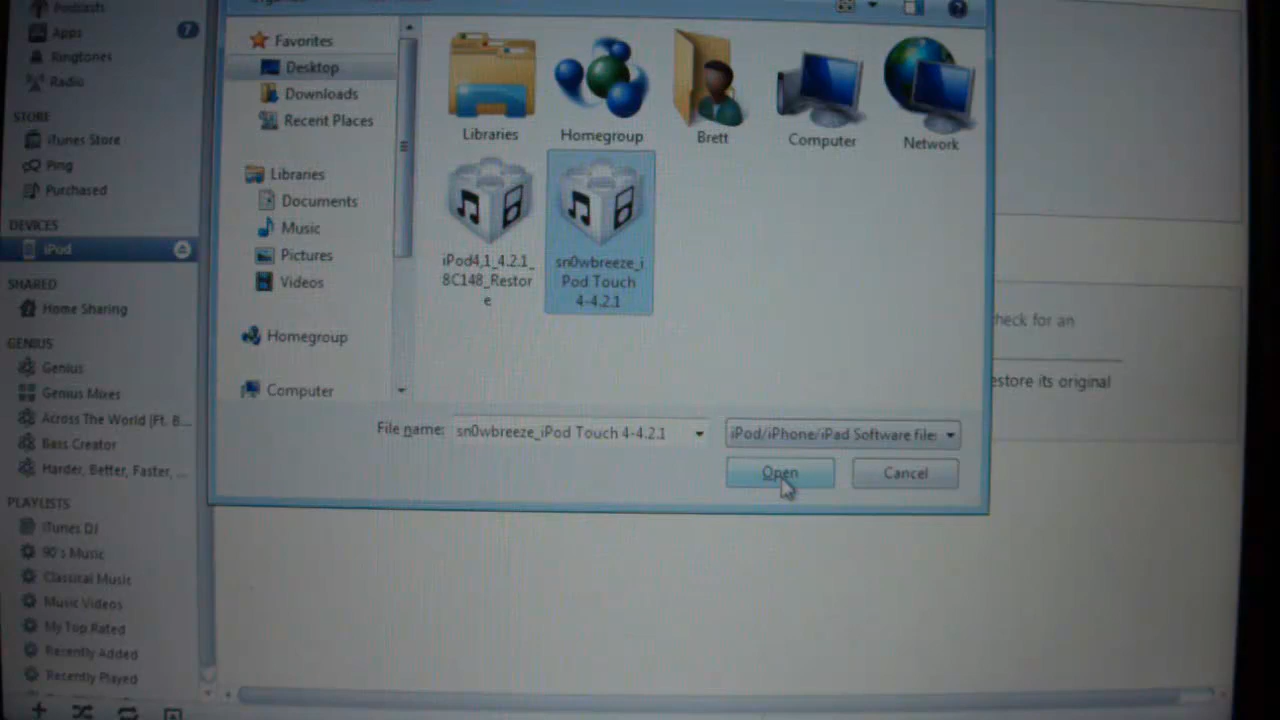 Podcasts
Apps
7
Ringtones
Radio
STORE
iTunes Store
Ping
Purchased
DEVICES
iPod
SHARED
Home Sharing
GENIUS
Genius
Genius Mixes
Across The World (Ft. B...
Bass Creator
Harder, Better, Faster, ...
PLAYLISTS
iTunes DJ
90's Music
Classical Music
Music Videos
My Top Rated
Recently Added
Recently Played
Favorites
Desktop
Downloads
Recent Places
Libraries
Documents
Music
Pictures
Videos
Homegroup
Computer
Libraries
Homegroup
Brett
Computer
Network
iPod4,1_4.2.1_
8C148_Restor
e
sn0wbreeze_i
Pod Touch
4-4.2.1
File name:
sn0wbreeze_iPod Touch 4-4.2.1
iPod/iPhone/iPad Software file:
Open
Cancel
heck for an
estore its original